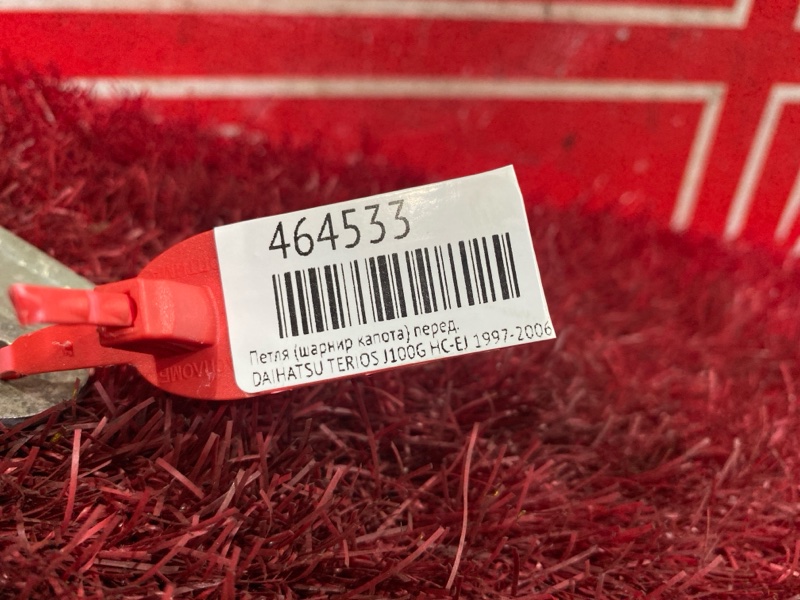 464533
Петля (шарнир капота) перед.
DAIHATSU TERIOS J100G HC-EJ 1997-2006